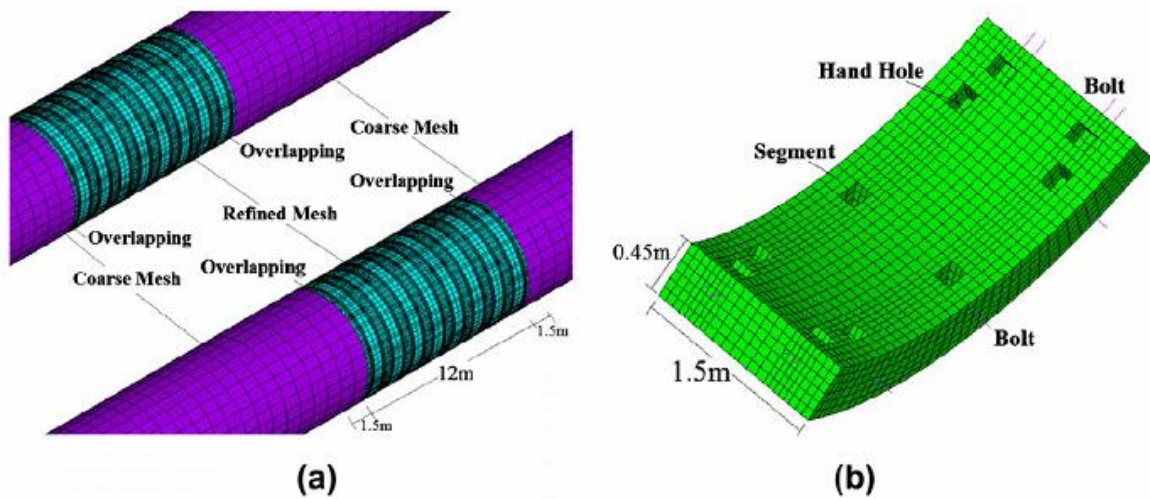 Coarse Mesh
Overlapping
Overlapping
Refined Mesh
Overlapping
Overlapping
Coarse Mesh
1.5m
12m
1.5m
(a)
Hand Hole
Bolt
Segment
0.45m
1.5m
Bolt
(b)